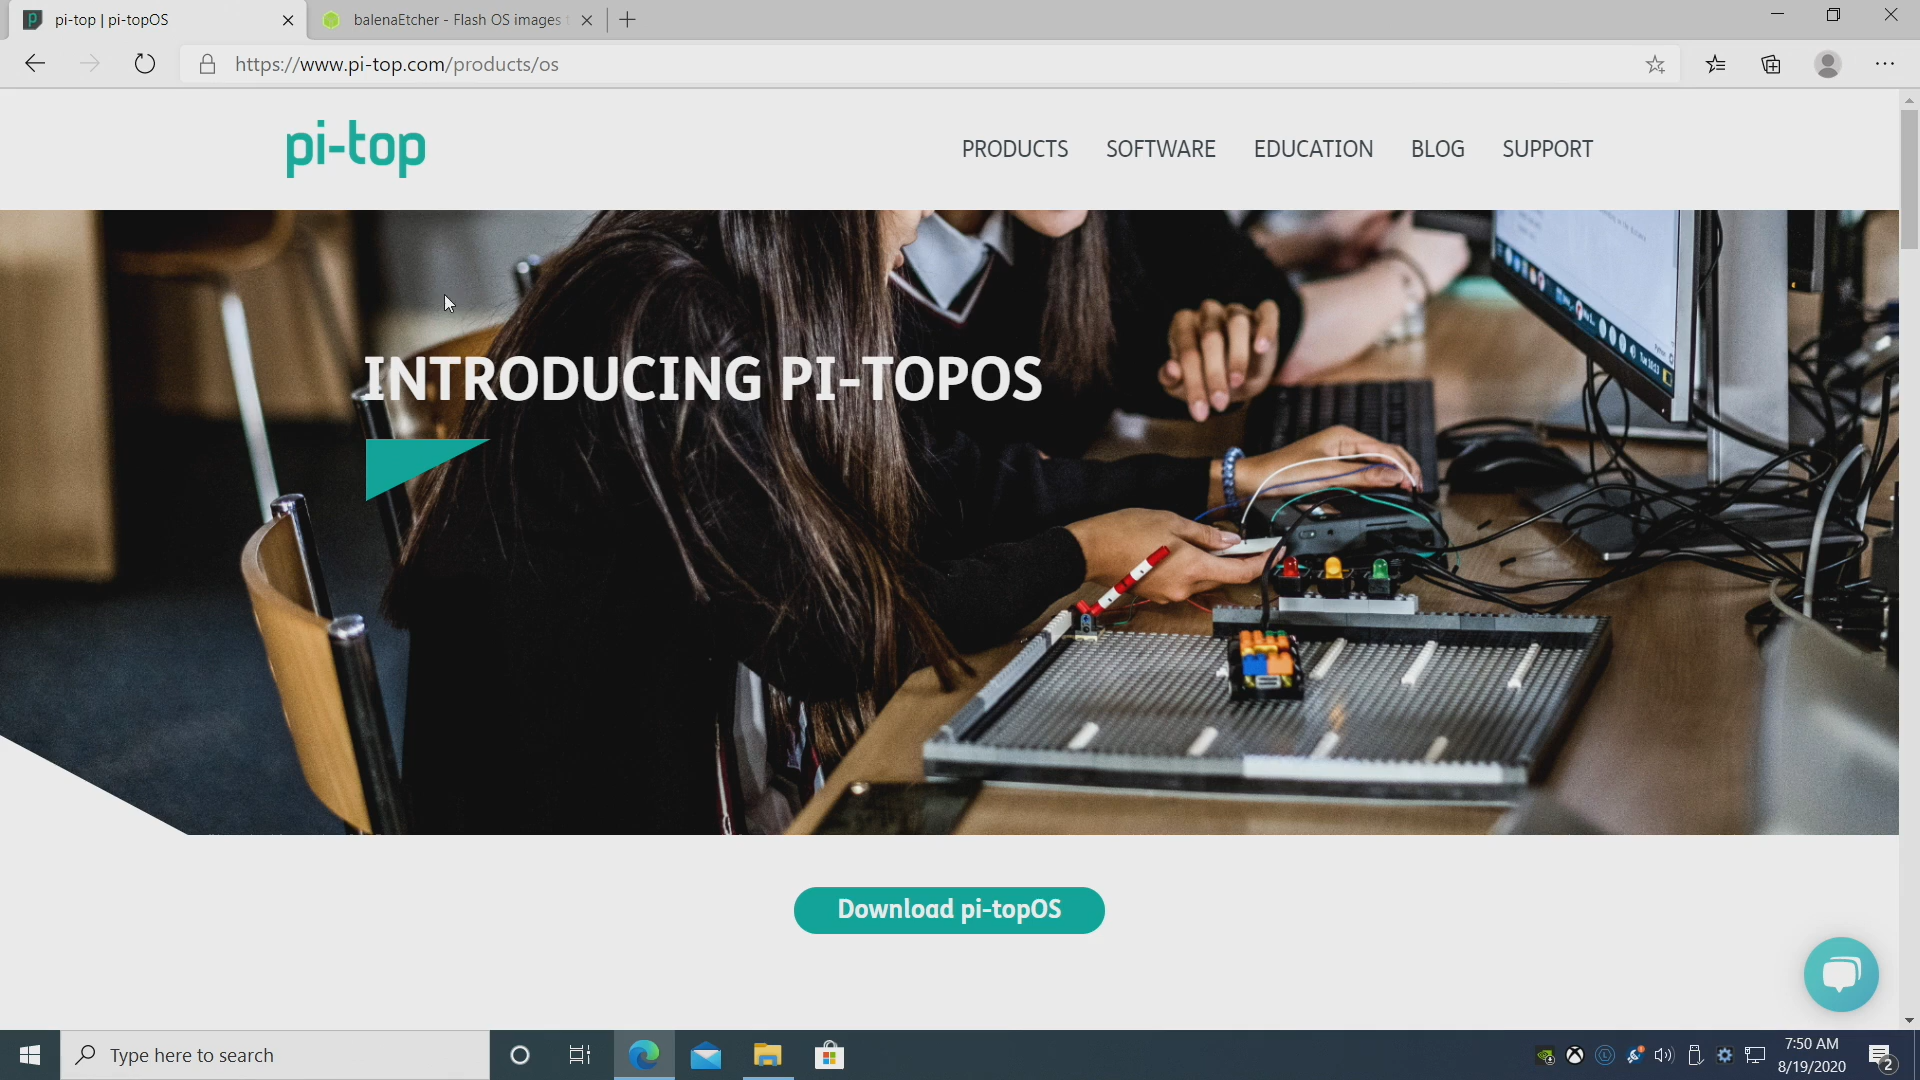 pi-top | pi-topOS
balenaEtcher - Flash OS images
https://www.pi-top.com/products/os
pi-top
PRODUCTS SOFTWARE EDUCATION BLOG SUPPORT
INTRODUCING PI-TOPOS
Download pi-topOS
Type here to search
7:50 AM
8/19/2020
2